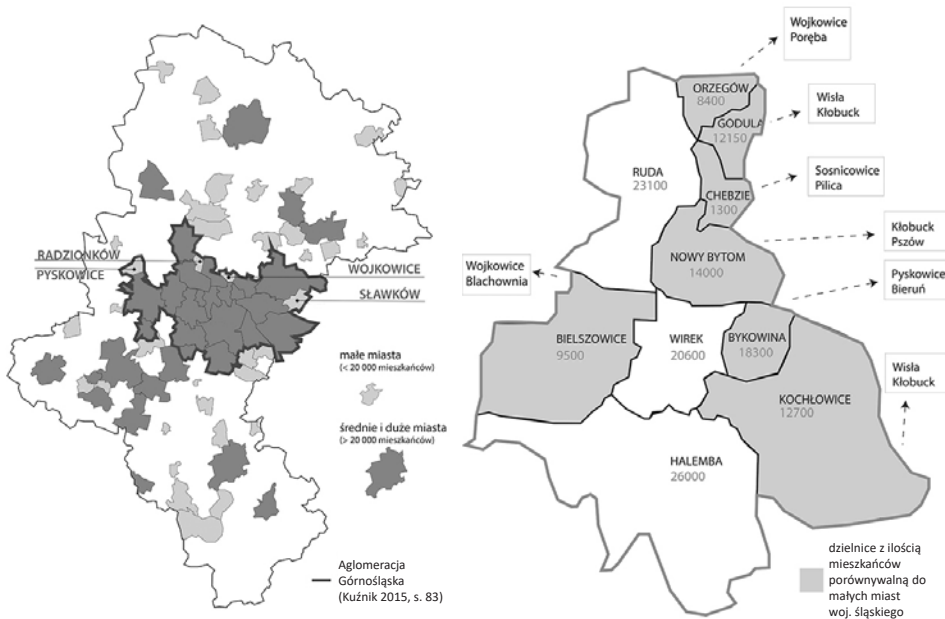 RADZIONKÓW
PYSKOWICE
WOJKOWICE
SŁAWKÓW
małe miasta
(< 20 000 mieszkańców)
średnie i duże miasta
(> 20 000 mieszkańców)
Aglomeracja
Górnośląska
(Kuźnik 2015, s. 83)
Wojkowice
Poręba
ORZEGÓW
8400
GODULA
12150
Wisła
Kłobuck
RUDA
23100
CHEBZIE
1300
Sosnicowice
Pilica
NOWY BYTOM
14000
Kłobuck
Pszów
Wojkowice
Blachownia
Pyskowice
Bieruń
BIELSZOWICE
9500
WIREK
20600
BYKOWINA
18300
KOCHŁOWICE
12700
Wisła
Kłobuck
HALEMBA
26000
dzielnice z ilością
mieszkańców
porównywalną do
małych miast
woj. śląskiego